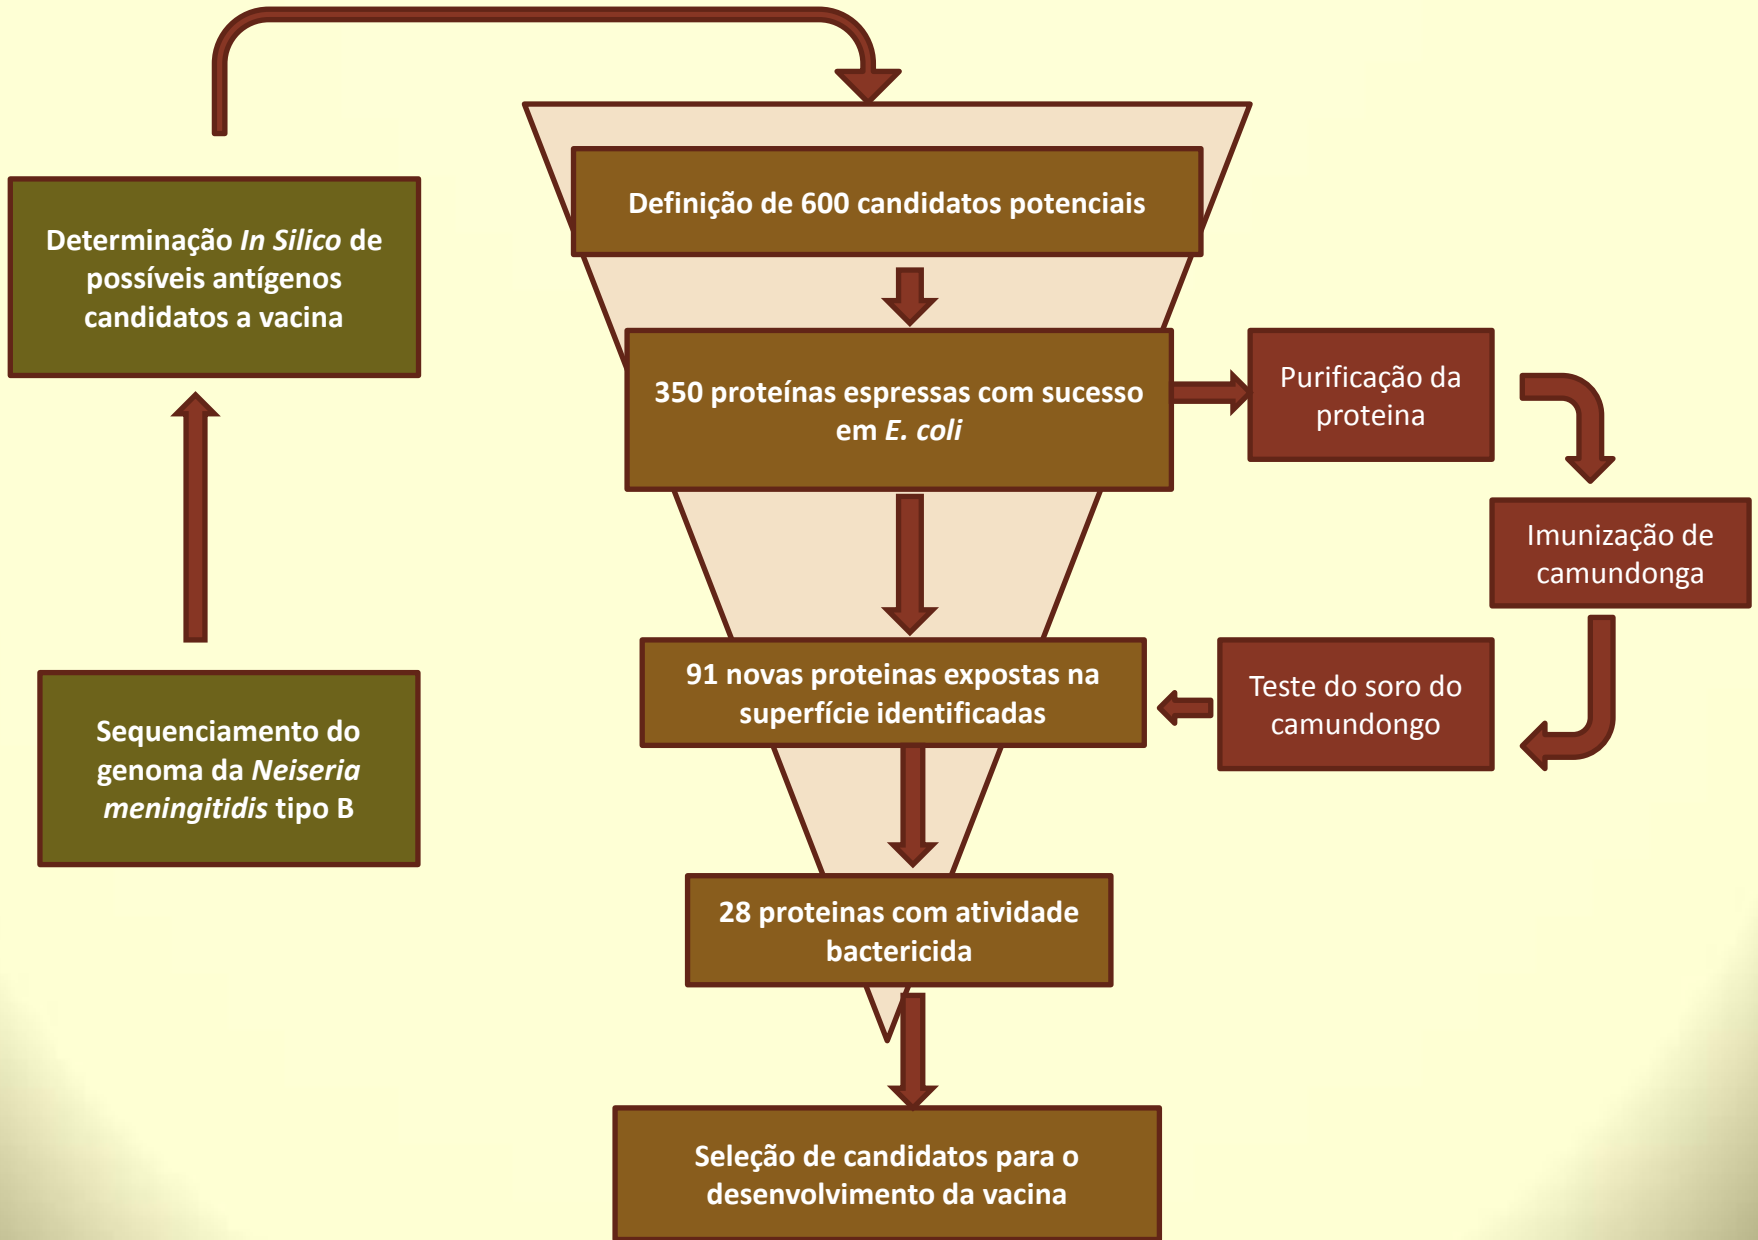 Definição de 600 candidatos potenciais
Determinação In Silico de
possíveis antígenos
candidatos a vacina
350 proteínas espressas com sucesso
em E. coli
Purificação da
proteina
Imunização de
camundonga
91 novas proteinas expostas na
superfície identificadas
Teste do soro do
camundongo
Sequenciamento do
genoma da Neiseria
meningitidis tipo B
28 proteinas com atividade
bactericida
Seleção de candidatos para o
desenvolvimento da vacina